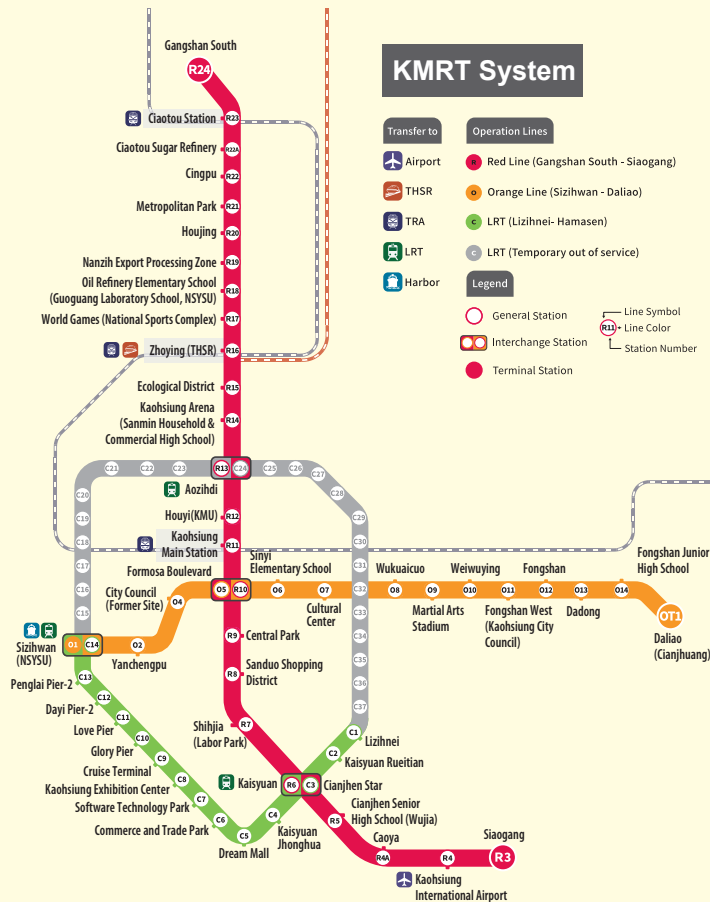 KMRT System
Transfer to
Operation Lines
Airport
R Red Line (Gangshan South - Siaogang)
THSR
O Orange Line (Sizihwan - Daliao)
TRA
C LRT (Lizihnei- Hamasen)
LRT
C LRT (Temporary out of service)
Harbor
Legend
General Station
Interchange Station
Terminal Station
R11
Line Symbol
Line Color
Station Number
Gangshan South
R24
Ciaotou Station R23
Ciaotou Sugar Refinery R22A
Cingpu R22
Metropolitan Park R21
Houjing R20
Nanzih Export Processing Zone R19
Oil Refinery Elementary School
(Guoguang Laboratory School, NSYSU) R18
World Games (National Sports Complex) R17
Zhoying (THSR) R16
Ecological District R15
Kaohsiung Arena
(Sanmin Household & R14
Commercial High School)
C21 C22 C23 R13 C24 C25 C26 C27
Aozihdi
C28
C20
C19
C18
C17
C16
C15
C29
C30
C31
C32
C33
C34
C35
C36
C37
Houyi(KMU) R12
Kaohsiung
Main Station R11
Formosa Boulevard
O5 R10
Sinyi
Elementary School
O6
O7
Cultural
Center
Wukuaicuo
O8
O9
Martial Arts
Stadium
Weiwuying
O10
O11
Fongshan West
(Kaohsiung City
Council)
Fongshan
O12
O13
Dadong
Fongshan Junior
High School
O14
OT1
Daliao
(Cianjhuang)
City Council
(Former Site)
O4
O2
Yanchengpu
O1 C14
Sizihwan
(NSYSU)
R9 Central Park
R8 Sanduo Shopping
District
Shihjia
(Labor Park)
R7
Penglai Pier-2 C13
Dayi Pier-2 C12
Love Pier C11
Glory Pier C10
Cruise Terminal C9
Kaohsiung Exhibition Center C8
Software Technology Park C7
Commerce and Trade Park C6
C5
Dream Mall
C4
Kaisyuan
Jhonghua
Kaisyuan R6 C3 Cianjhen Star
C2 Kaisyuan Rueitian
C1 Lizihnei
R5
Cianjhen Senior
High School (Wujia)
Caoya
R4A
R4
Kaohsiung
International Airport
Siaogang
R3